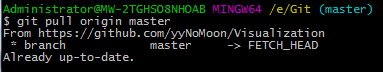 Administrator@MW-2TGHSO8NHOAB MINGW64 /e/Git (master)
$ git pull origin master
From https://github.com/yyNoMoon/Visualization
 * branch            master     -> FETCH_HEAD
Already up-to-date.